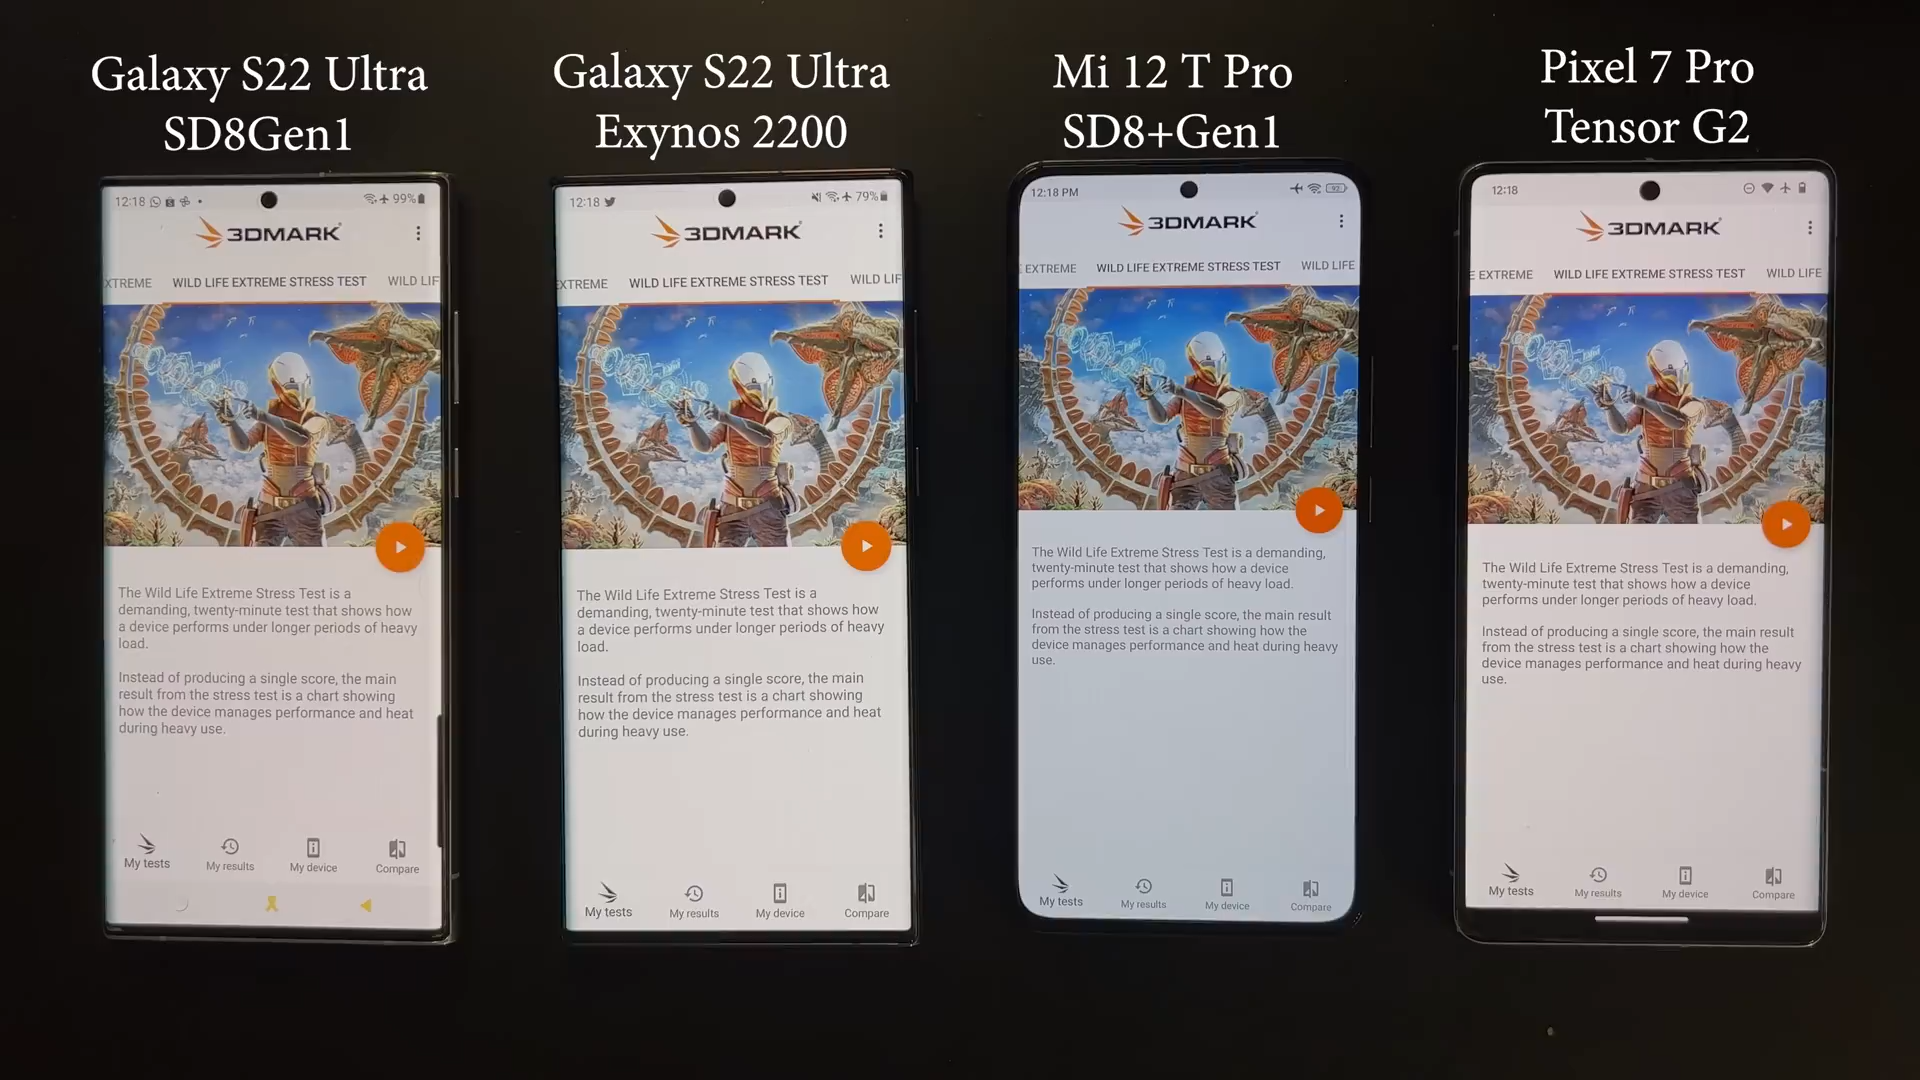 Galaxy S22 Ultra
SD8Gen1
Galaxy S22 Ultra
Exynos 2200
Mi 12 T Pro
SD8+Gen1
Pixel 7 Pro
Tensor G2
12:18
99%
3DMARK
XTREME WILD LIFE EXTREME STRESS TEST WILD LIF
The Wild Life Extreme Stress Test is a
demanding, twenty-minute test that shows how
a device performs under longer periods of heavy
load.
Instead of producing a single score, the main
result from the stress test is a chart showing
how the device manages performance and heat
during heavy use.
My tests My results My device Compare
12:18
79%
3DMARK
EXTREME WILD LIFE EXTREME STRESS TEST WILD LIF
The Wild Life Extreme Stress Test is a
demanding, twenty-minute test that shows how
a device performs under longer periods of heavy
load.
Instead of producing a single score, the main
result from the stress test is a chart showing
how the device manages performance and heat
during heavy use.
My tests My results My device Compare
12:18 PM
3DMARK
EXTREME WILD LIFE EXTREME STRESS TEST WILD LIFE
The Wild Life Extreme Stress Test is a demanding,
twenty-minute test that shows how a device
performs under longer periods of heavy load.
Instead of producing a single score, the main result
from the stress test is a chart showing how the
device manages performance and heat during heavy
use.
My tests My results My device Compare
12:18
3DMARK
E EXTREME WILD LIFE EXTREME STRESS TEST WILD LIFE
The Wild Life Extreme Stress Test is a demanding,
twenty-minute test that shows how a device
performs under longer periods of heavy load.
Instead of producing a single score, the main result
from the stress test is a chart showing how the
device manages performance and heat during heavy
use.
My tests My results My device Compare